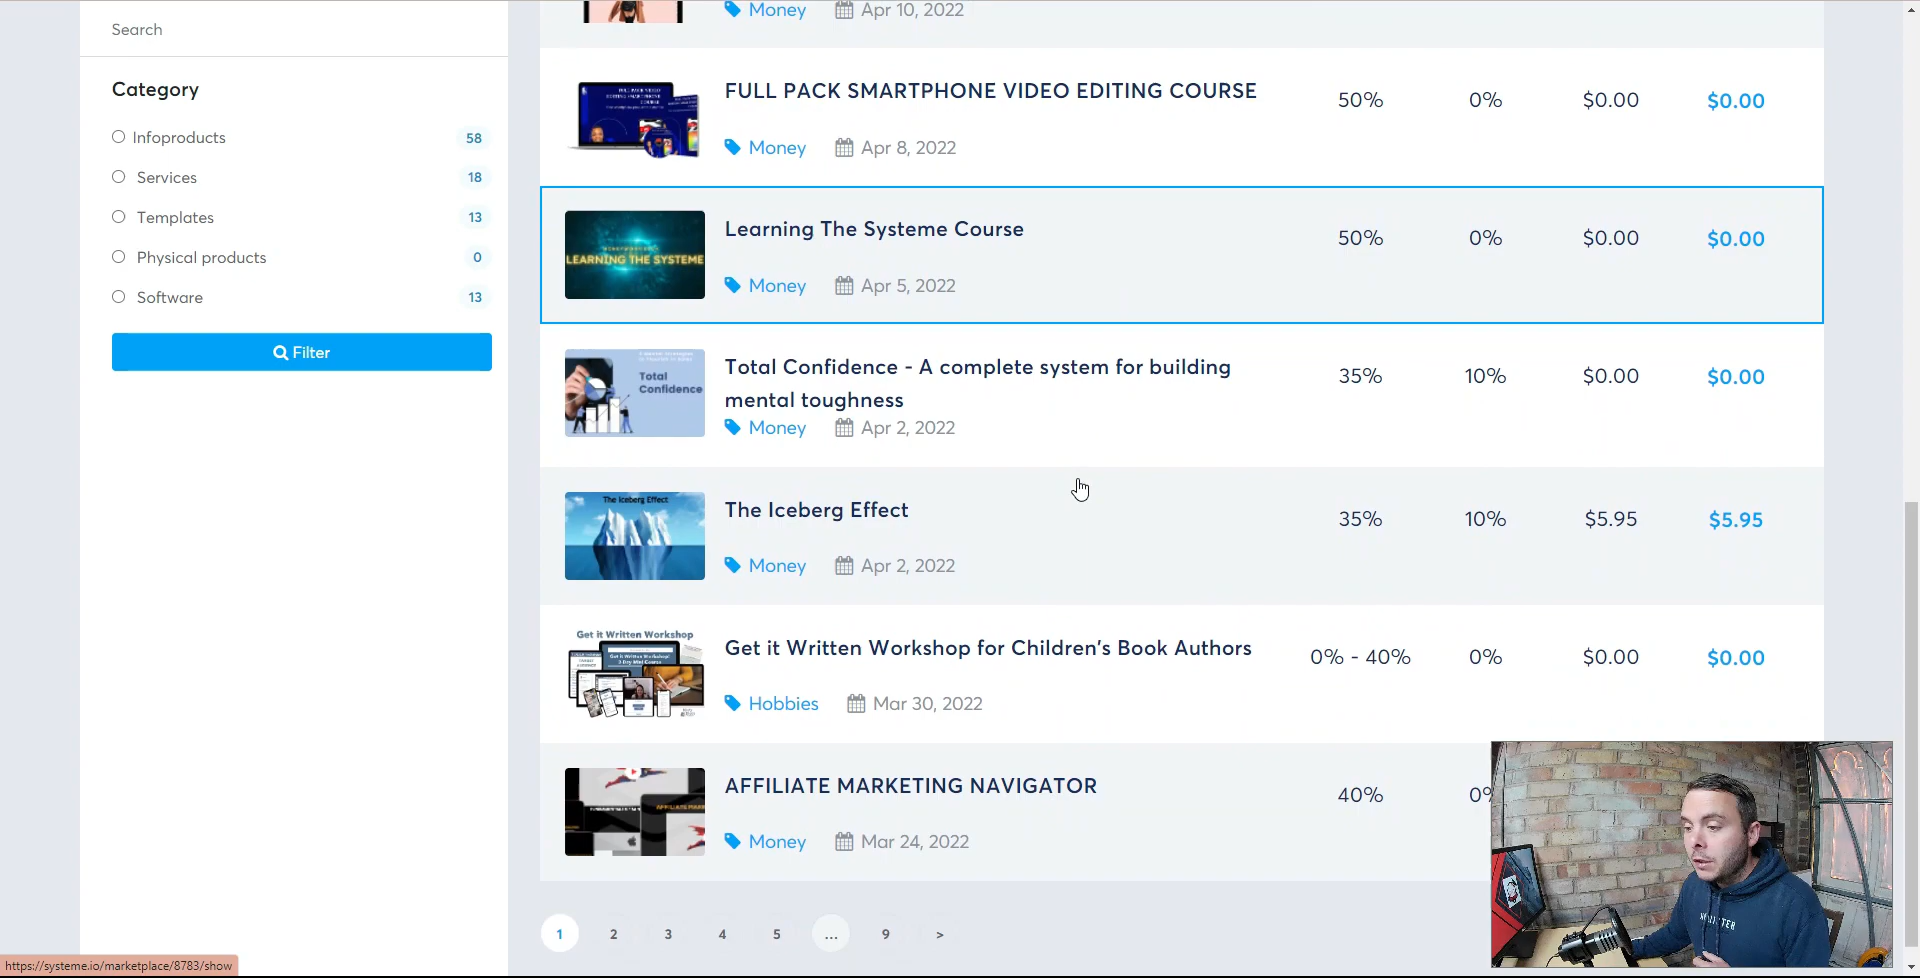 Search
Category
Infoproducts 58
Services 18
Templates 13
Physical products 0
Software 13
Filter
Money Apr 10, 2022
FULL PACK SMARTPHONE VIDEO EDITING COURSE 50% 0% $0.00 $0.00
Money Apr 8, 2022
LEARNING THE SYSTEME
Learning The Systeme Course 50% 0% $0.00 $0.00
Money Apr 5, 2022
Total
Confidence
Total Confidence - A complete system for building 35% 10% $0.00 $0.00
mental toughness
Money Apr 2, 2022
The Iceberg Effect
The Iceberg Effect 35% 10% $5.95 $5.95
Money Apr 2, 2022
Get it Written Workshop
Get it Written Workshop for Children's Book Authors 0% - 40% 0% $0.00 $0.00
Hobbies Mar 30, 2022
AFFILIATE MARKETING NAVIGATOR 40% 0%
Money Mar 24, 2022
1 2 3 4 5 ... 9 >
https://systeme.io/marketplace/8783/show